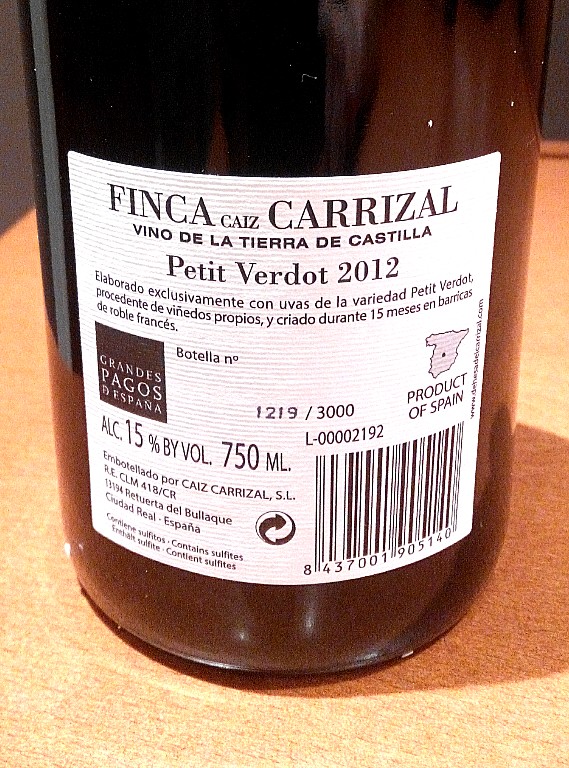 FINCA CAIZ CARRIZAL
VINO DE LA TIERRA DE CASTILLA
Petit Verdot 2012
Elaborado exclusivamente con uvas de la variedad Petit Verdot,
procedente de viñedos propios, y criado durante 15 meses en barricas
de roble francés.
GRANDES
PAGOS
D ESPAÑA
Botella nº
1219 / 3000
PRODUCT
OF SPAIN
www.dehesadelcarrizal.com
L-00002192
ALC. 15 % BY VOL. 750 ML.
Embotellado por CAIZ CARRIZAL, S.L.
R.E. CLM 418/CR
13194 Retuerta del Bullaque
Ciudad Real - España
Contiene sulfitos · Contains sulfites
Enthält sulfite · Contient sulfites
8 437001 905140